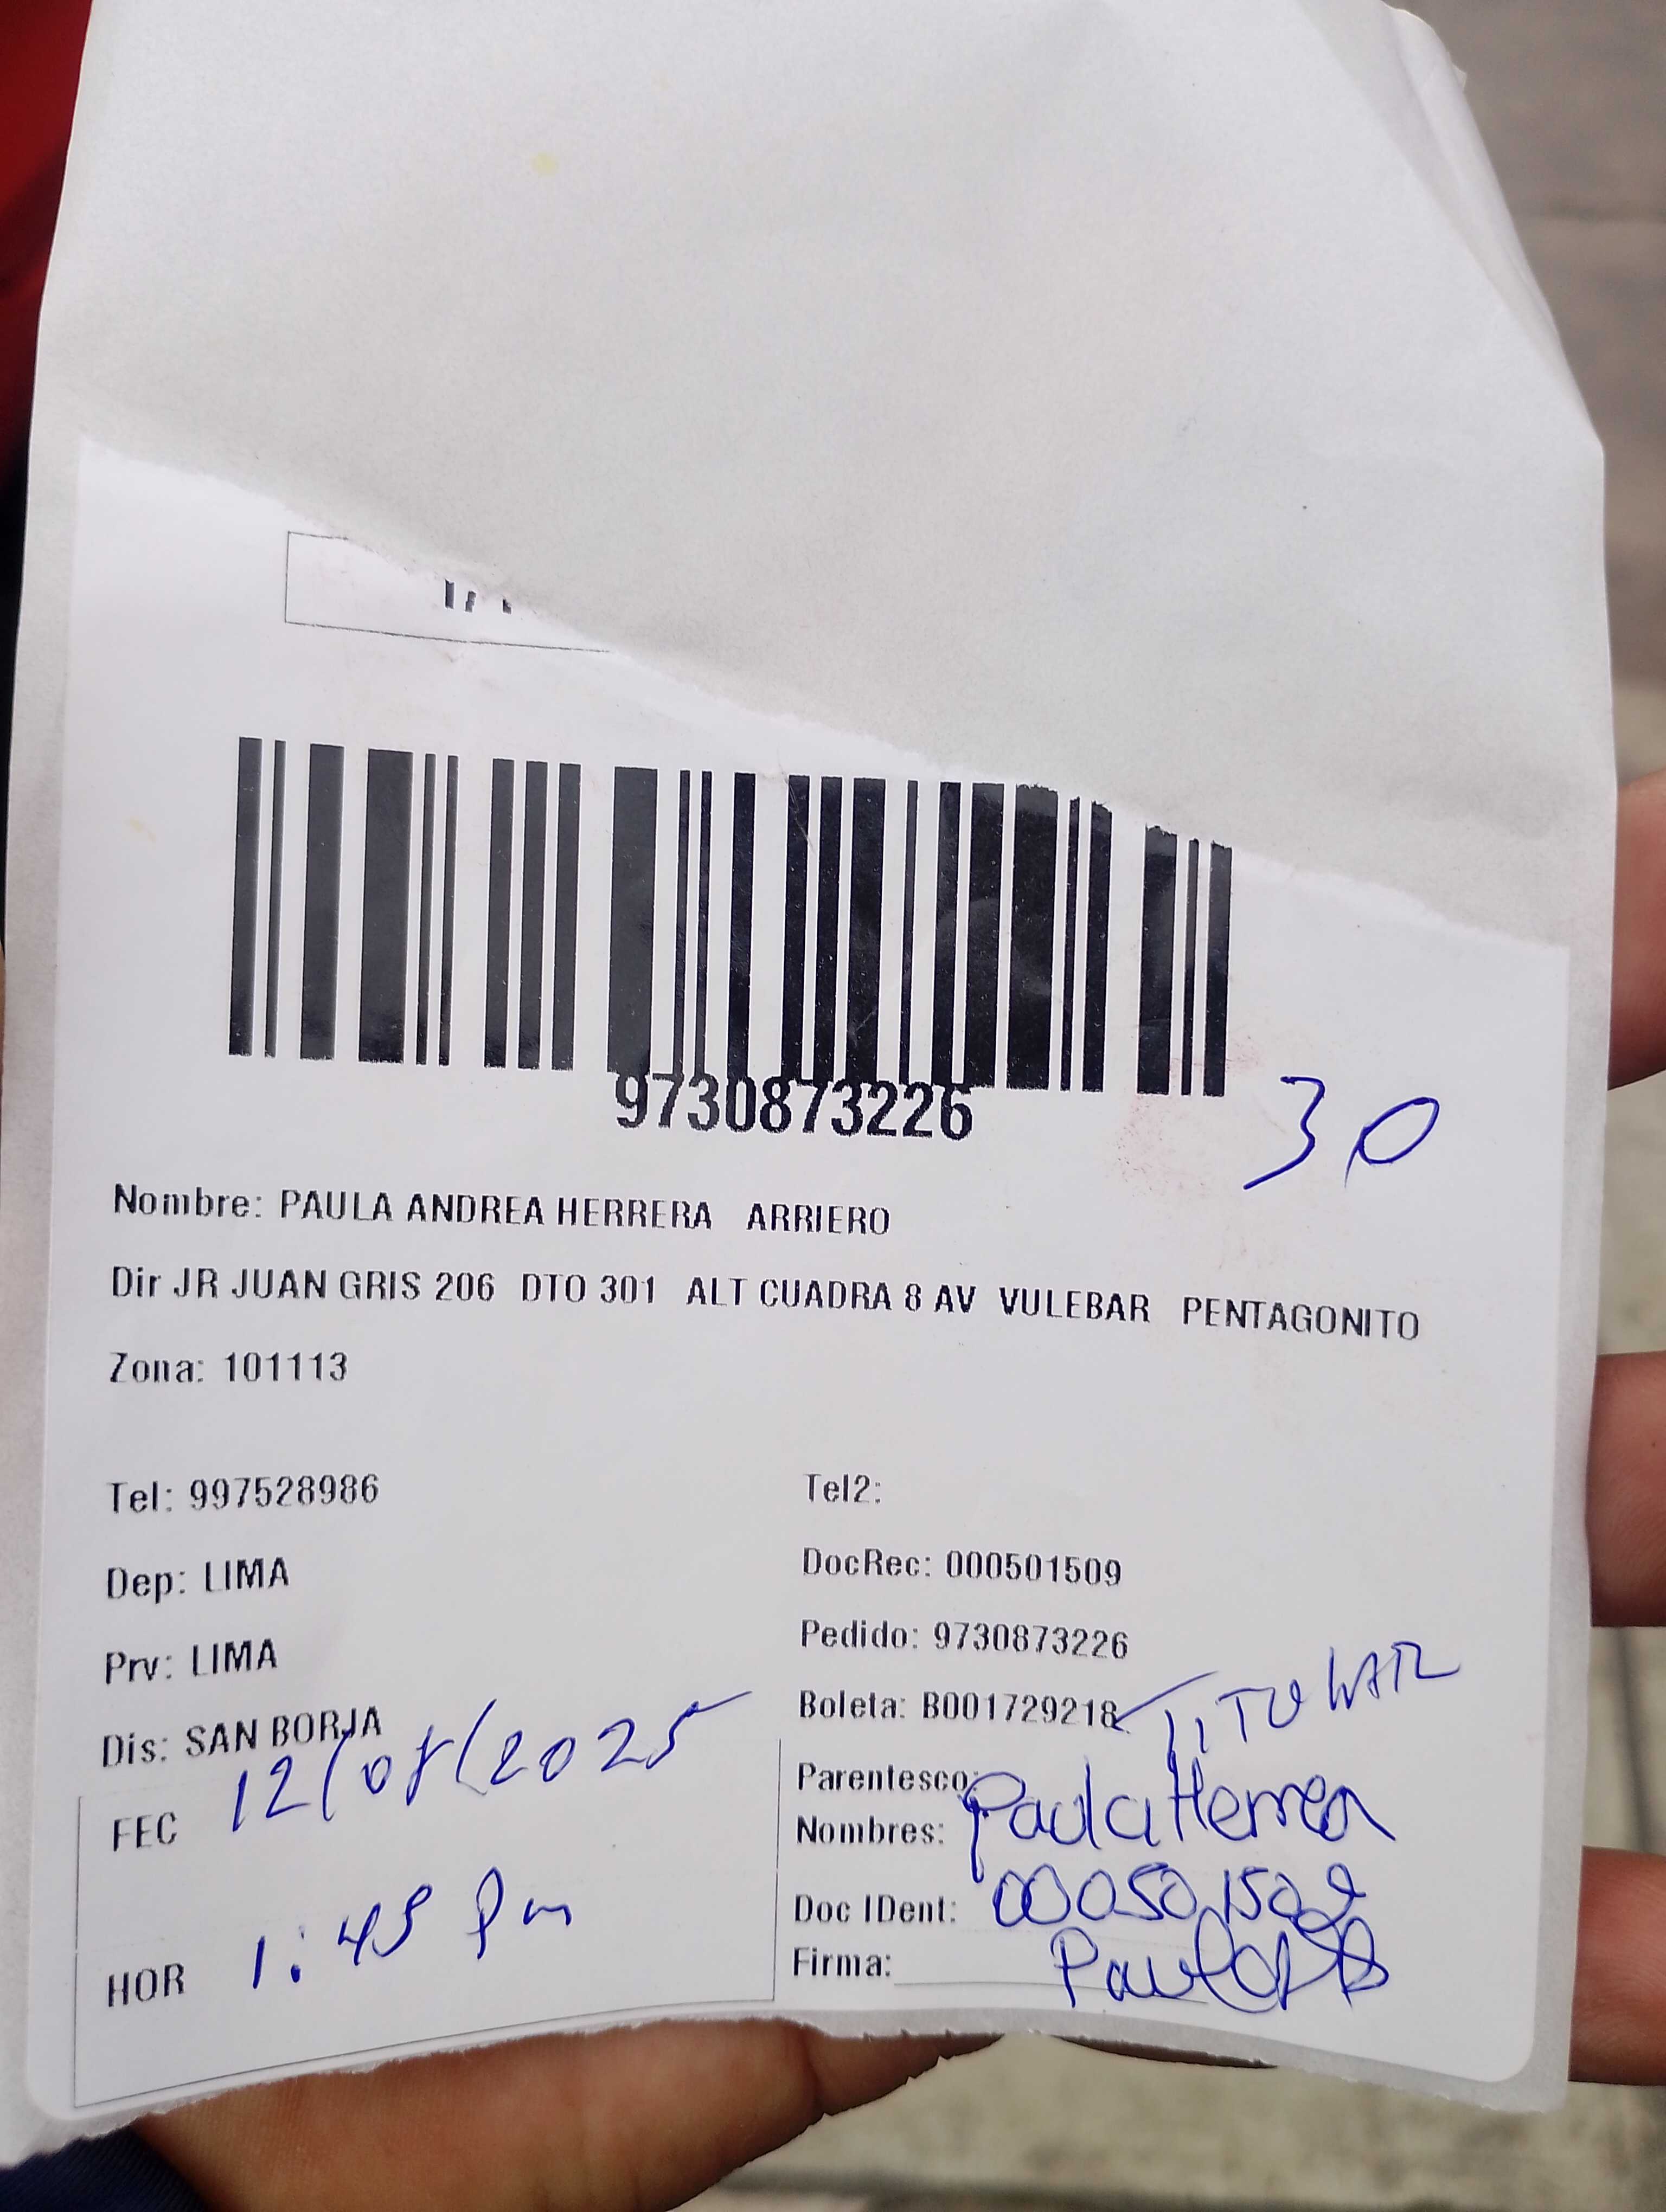 9730873226
30
Nombre: PAULA ANDREA HERRERA ARRIERO
Dir JR JUAN GRIS 206 DTO 301 ALT CUADRA 8 AV VULEBAR PENTAGONITO
Zona: 101113
Tel: 997528986
Tel2:
Dep: LIMA
DocRec: 000501509
Prv: LIMA
Pedido: 9730873226
Dis: SAN BORJA
Boleta: B001729218
TITULAR
Parentesco:
FEC 12/08/2025
Nombres: Paula Herrera
Doc IDent: 000501509
HOR 1:45 Pm
Firma: